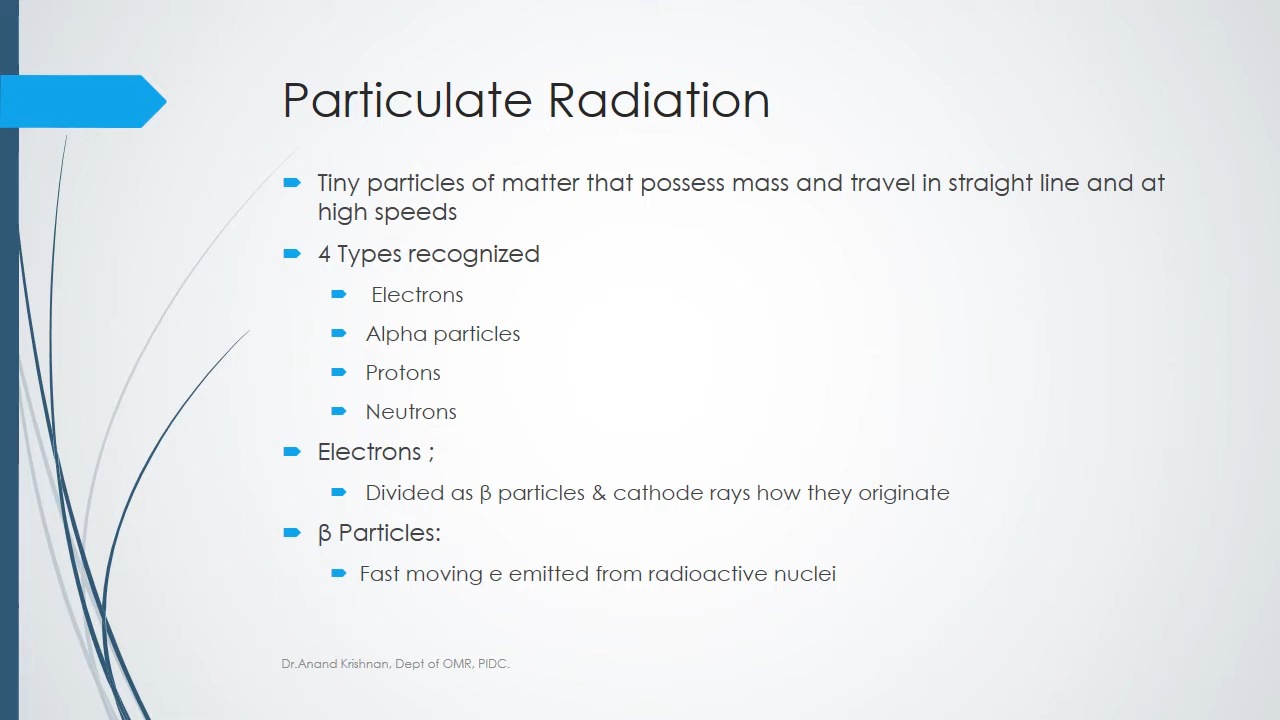 Particulate Radiation
Tiny particles of matter that possess mass and travel in straight line and at
high speeds
4 Types recognized
Electrons
Alpha particles
Protons
Neutrons
Electrons ;
Divided as β particles & cathode rays how they originate
β Particles:
Fast moving e emitted from radioactive nuclei
Dr.Anand Krishnan, Dept of OMR, PIDC.